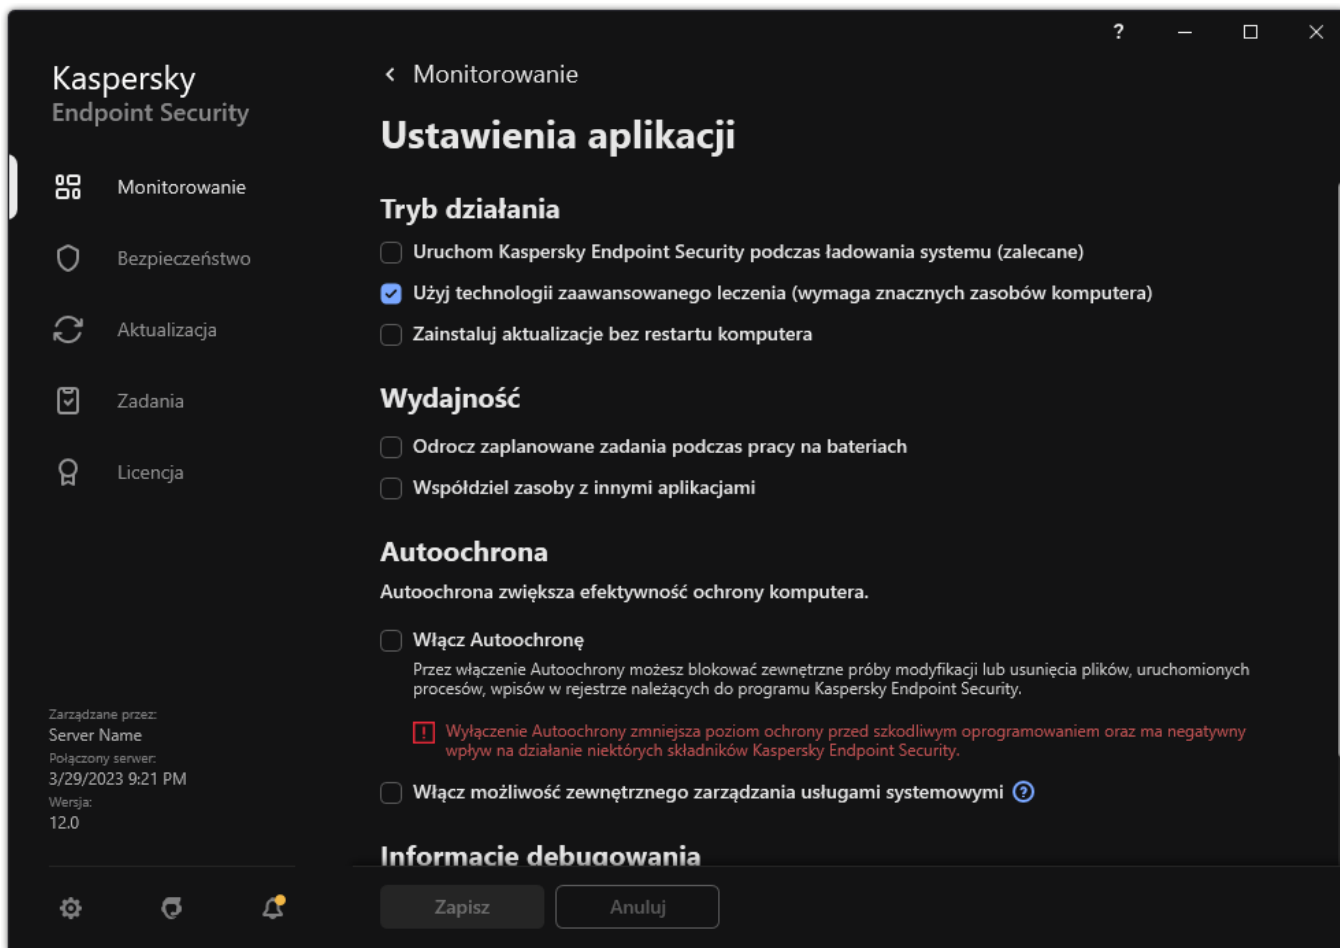 ?
Kaspersky
Endpoint Security
Monitorowanie
Bezpieczeństwo
Aktualizacja
Zadania
Licencja
Zarządzane przez:
Server Name
Połączony serwer:
3/29/2023 9:21 PM
Wersja:
12.0
Monitorowanie
Ustawienia aplikacji
Tryb działania
Uruchom Kaspersky Endpoint Security podczas ładowania systemu (zalecane)
Użyj technologii zaawansowanego leczenia (wymaga znacznych zasobów komputera)
Zainstaluj aktualizacje bez restartu komputera
Wydajność
Odrocz zaplanowane zadania podczas pracy na bateriach
Współdziel zasoby z innymi aplikacjami
Autoochrona
Autoochrona zwiększa efektywność ochrony komputera.
Włącz Autoochronę
Przez włączenie Autoochrony możesz blokować zewnętrzne próby modyfikacji lub usunięcia plików, uruchomionych
procesów, wpisów w rejestrze należących do programu Kaspersky Endpoint Security.
Wyłączenie Autoochrony zmniejsza poziom ochrony przed szkodliwym oprogramowaniem oraz ma negatywny
wpływ na działanie niektórych składników Kaspersky Endpoint Security.
Włącz możliwość zewnętrznego zarządzania usługami systemowymi ?
Informacje debugowania
Zapisz
Anuluj